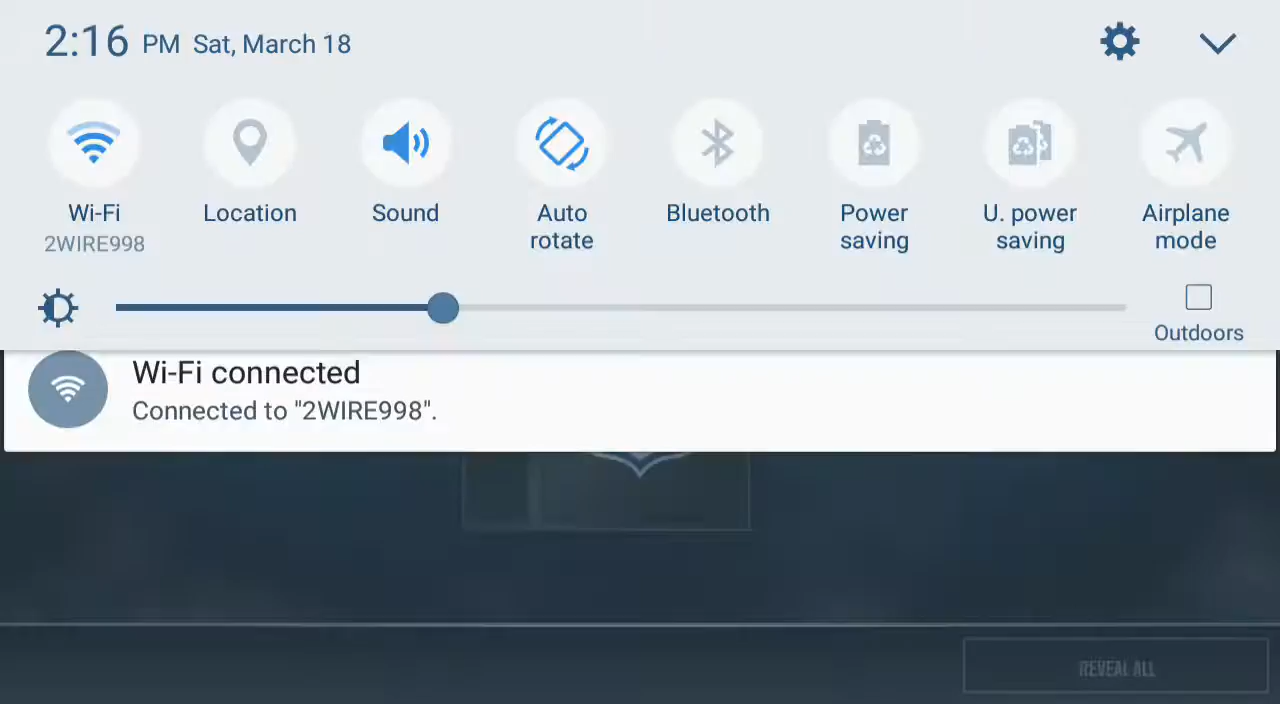 2:16 PM Sat, March 18
Wi-Fi
2WIRE998
Location
Sound
Auto
rotate
Bluetooth
Power
saving
U. power
saving
Airplane
mode
Outdoors
Wi-Fi connected
Connected to "2WIRE998".
REVEAL ALL